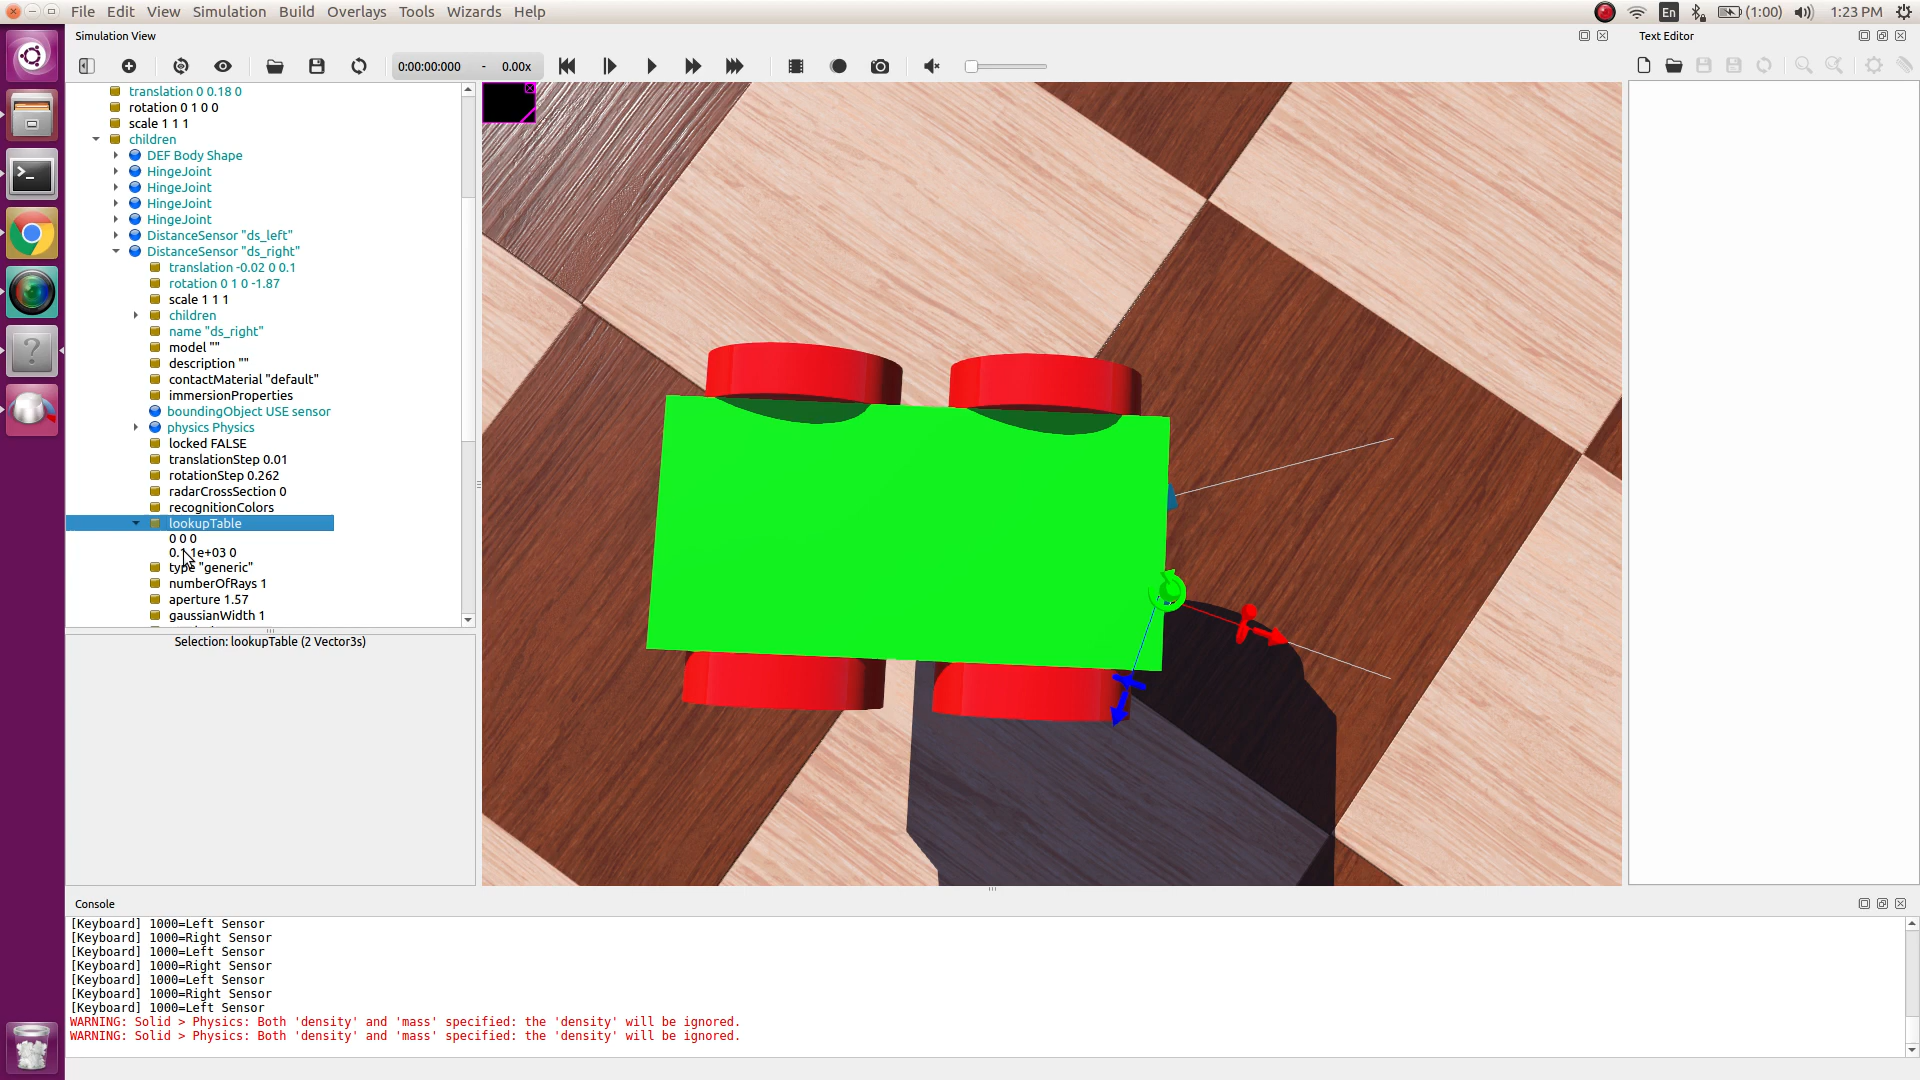 File Edit View Simulation Build Overlays Tools Wizards Help
En (1:00) 1:23 PM
Simulation View
Text Editor
0:00:00:000 - 0.00x
translation 0 0.18 0
rotation 0 1 0 0
scale 1 1 1
children
DEF Body Shape
HingeJoint
HingeJoint
HingeJoint
HingeJoint
DistanceSensor "ds_left"
DistanceSensor "ds_right"
translation -0.02 0 0.1
rotation 0 1 0 -1.87
scale 1 1 1
children
name "ds_right"
model ""
description ""
contactMaterial "default"
immersionProperties
boundingObject USE sensor
physics Physics
locked FALSE
translationStep 0.01
rotationStep 0.262
radarCrossSection 0
recognitionColors
lookupTable
0 0 0
0.1 1e+03 0
type "generic"
numberOfRays 1
aperture 1.57
gaussianWidth 1
Selection: lookupTable (2 Vector3s)
Console
[Keyboard] 1000=Left Sensor
[Keyboard] 1000=Right Sensor
[Keyboard] 1000=Left Sensor
[Keyboard] 1000=Right Sensor
[Keyboard] 1000=Left Sensor
[Keyboard] 1000=Right Sensor
[Keyboard] 1000=Left Sensor
WARNING: Solid > Physics: Both 'density' and 'mass' specified: the 'density' will be ignored.
WARNING: Solid > Physics: Both 'density' and 'mass' specified: the 'density' will be ignored.